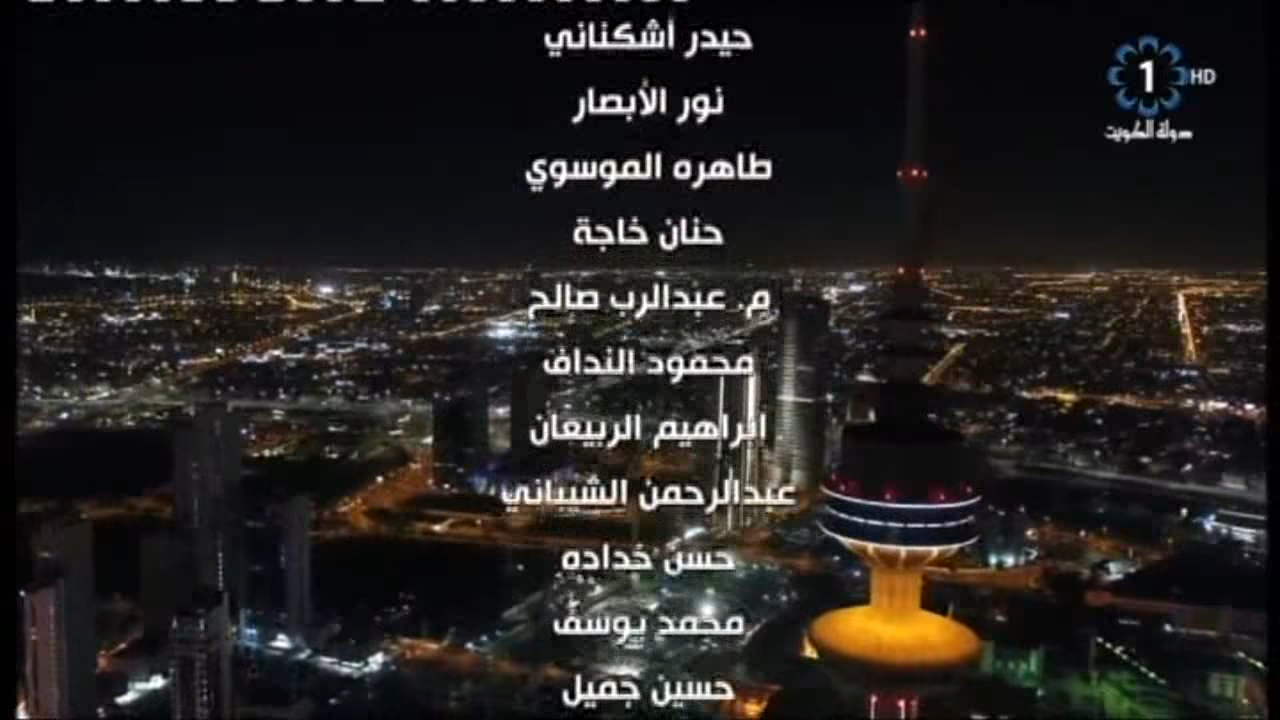 حيدر أشكناني
نور الأبصار
طاهره الموسوي
حنان خاجة
م. عبدالرب صالح
محمود النداف
ابراهيم الربيعان
عبدالرحمن الشيباني
حسن خداده
محمد يوسف
حسين جميل
1 HD
دولة الكويت